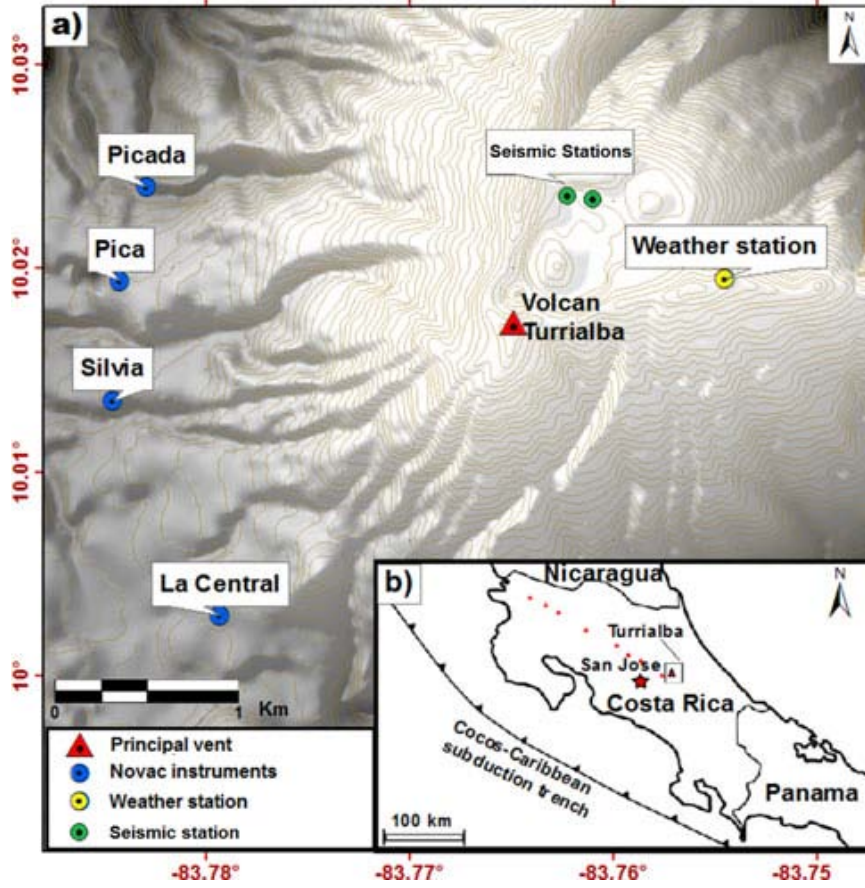 a)
N
10.03°
10.02°
10.01°
10°
Picada
Seismic Stations
Pica
Weather station
Volcan
Turrialba
Silvia
La Central
0 1 Km
Principal vent
Novac instruments
Weather station
Seismic station
b)
N
Nicaragua
Turrialba
San Jose
Costa Rica
Cocos-Caribbean
subduction trench
Panama
100 km
-83.78° -83.77° -83.76° -83.75